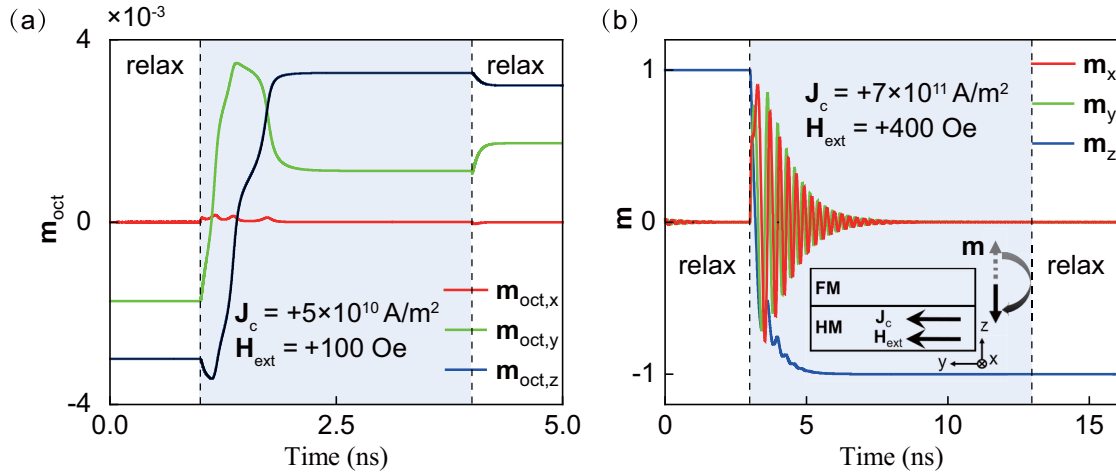 (a)
×10⁻³
4
0
-4
m_oct
relax
relax
J_c = +5×10¹⁰ A/m²
H_ext = +100 Oe
m_oct,x
m_oct,y
m_oct,z
0.0
2.5
5.0
Time (ns)
(b)
1
0
-1
m
m_x
m_y
m_z
J_c = +7×10¹¹ A/m²
H_ext = +400 Oe
relax
relax
m
FM
HM
J_c
H_ext
z
y
x
0
5
10
15
Time (ns)